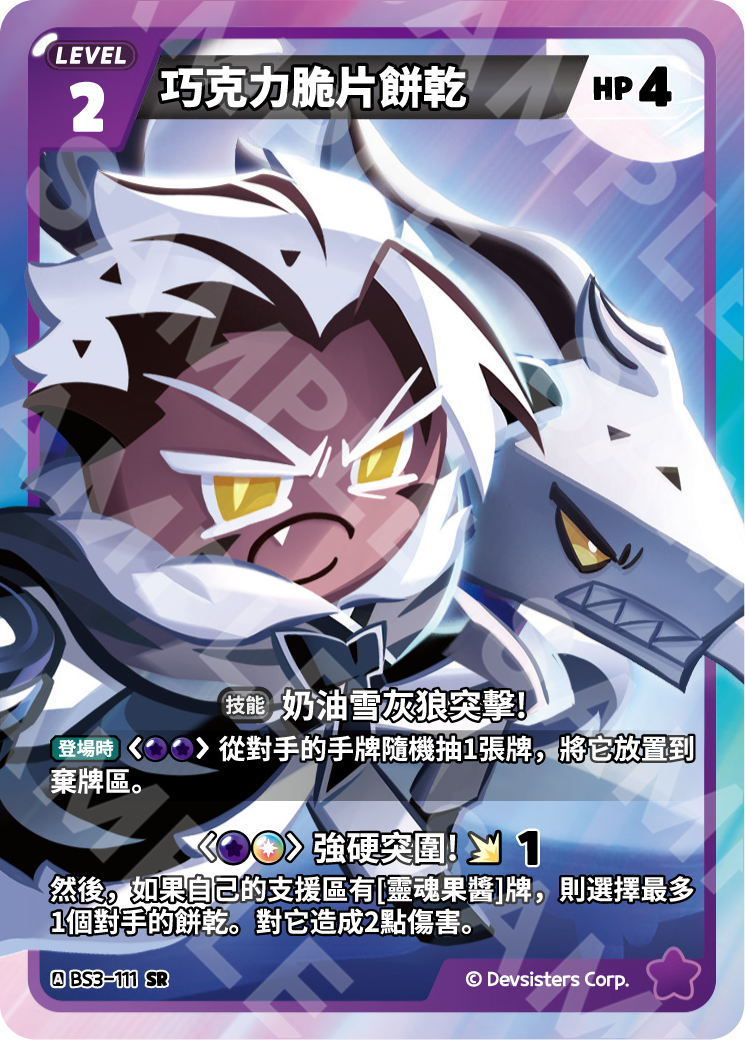 LEVEL
2
巧克力脆片餅乾
HP 4
技能 奶油雪灰狼突擊!
登場時 〈★★〉從對手的手牌隨機抽1張牌，將它放置到
棄牌區。
〈★★〉強硬突圍! 1
然後，如果自己的支援區有[靈魂果醬]牌，則選擇最多
1個對手的餅乾。對它造成2點傷害。
A BS3-111 SR
© Devsisters Corp.
SAMPLE